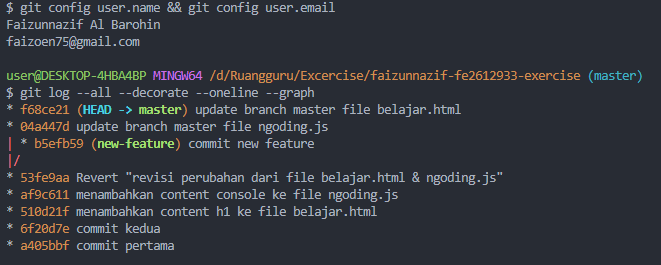 $ git config user.name && git config user.email
Faizunnazif Al Barohin
faizoen75@gmail.com
user@DESKTOP-4HBA4BP MINGW64 /d/Ruangguru/Excercise/faizunnazif-fe2612933-exercise (master)
$ git log --all --decorate --oneline --graph
* f68ce21 (HEAD -> master) update branch master file belajar.html
* 04a447d update branch master file ngoding.js
| * b5efb59 (new-feature) commit new feature
|/
* 53fe9aa Revert "revisi perubahan dari file belajar.html & ngoding.js"
* af9c611 menambahkan content console ke file ngoding.js
* 510d21f menambahkan content h1 ke file belajar.html
* 6f20d7e commit kedua
* a405bbf commit pertama